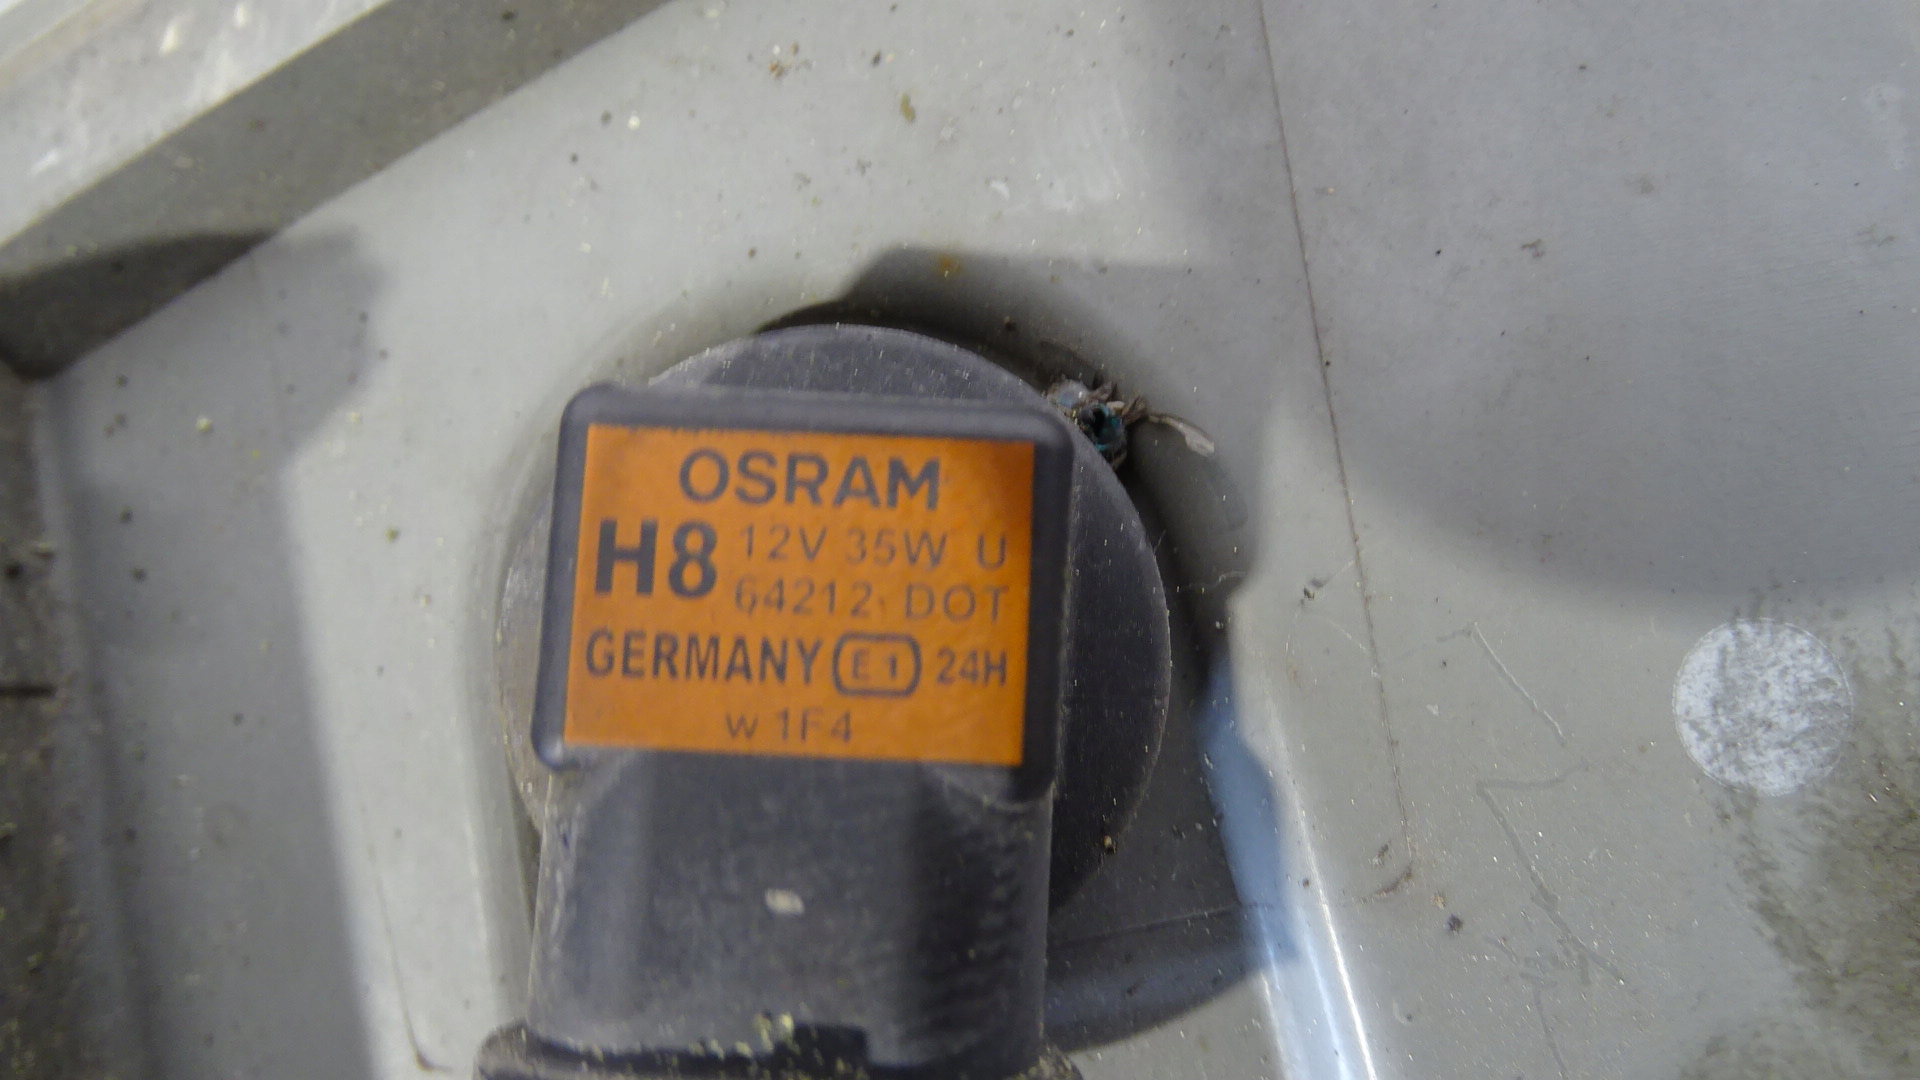 OSRAM
H8 12V 35W U
64212 DOT
GERMANY E1 24H
w 1F4